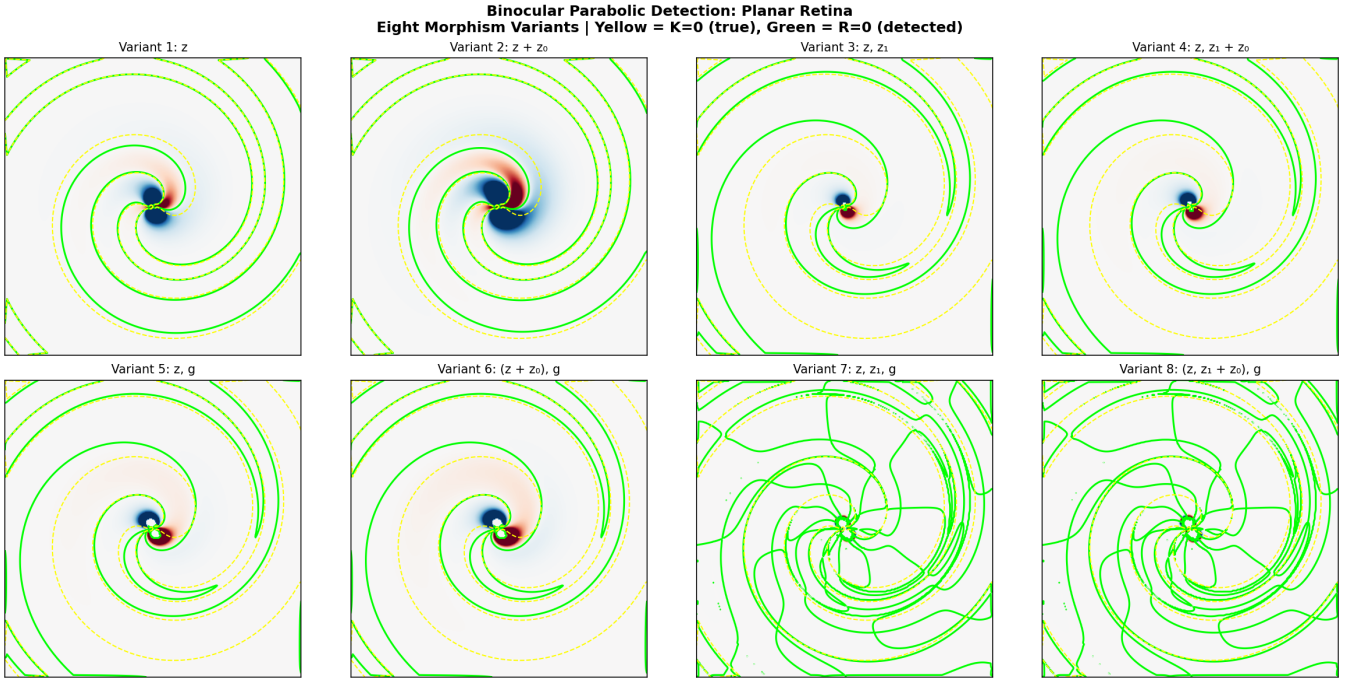 Binocular Parabolic Detection: Planar Retina
Eight Morphism Variants | Yellow = K=0 (true), Green = R=0 (detected)
Variant 1: z
Variant 2: z + z₀
Variant 3: z, z₁
Variant 4: z, z₁ + z₀
Variant 5: z, g
Variant 6: (z + z₀), g
Variant 7: z, z₁, g
Variant 8: (z, z₁ + z₀), g